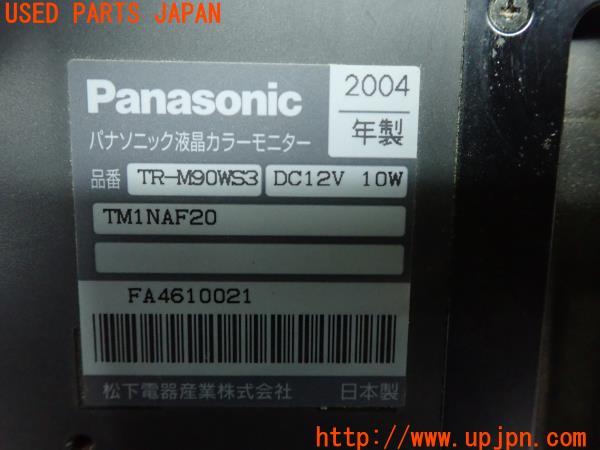 USED PARTS JAPAN
Panasonic
2004
年製
パナソニック液晶カラーモニター
品番 TR-M90WS3 DC12V 10W
TM1NAF20
FA4610021
松下電器産業株式会社 日本製
http://www.upjpn.com